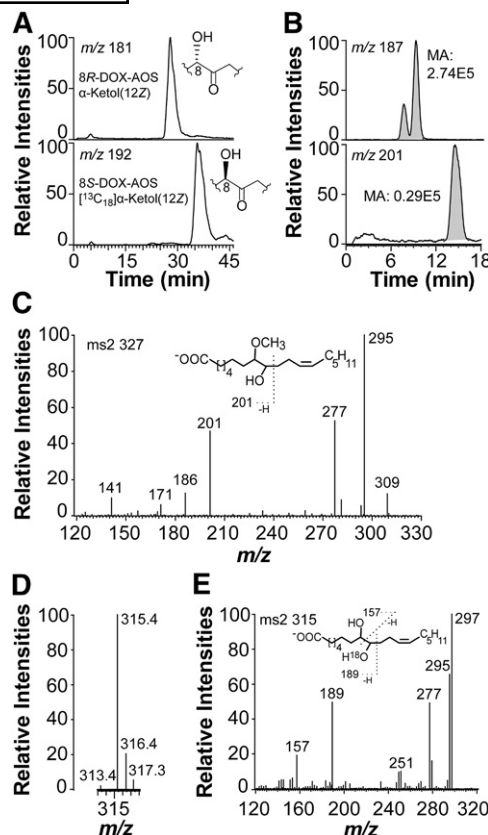 A
m/z 181
8R-DOX-AOS
α-Ketol(12Z)
OH
8
O
100
50
0
Relative Intensities
m/z 192
8S-DOX-AOS
[¹³C₁₈]α-Ketol(12Z)
OH
8
O
100
50
0
0 15 30 45
Time (min)
B
m/z 187
MA:
2.74E5
100
50
0
Relative Intensities
m/z 201
MA: 0.29E5
100
50
0
0 6 12 18
Time (min)
C
ms2 327
⁻OOC
4
OCH₃
HO
C₅H₁₁
201
-H
141
171
186
201
277
295
309
100
80
60
40
20
0
Relative Intensities
120 150 180 210 240 270 300 330
m/z
D
315.4
316.4
313.4
317.3
100
80
60
40
20
0
Relative Intensities
315
m/z
E
ms2 315
⁻OOC
4
HO
H¹⁸O
C₅H₁₁
157
-H
189
-H
157
189
251
277
295
297
100
80
60
40
20
0
Relative Intensities
120 160 200 240 280 320
m/z